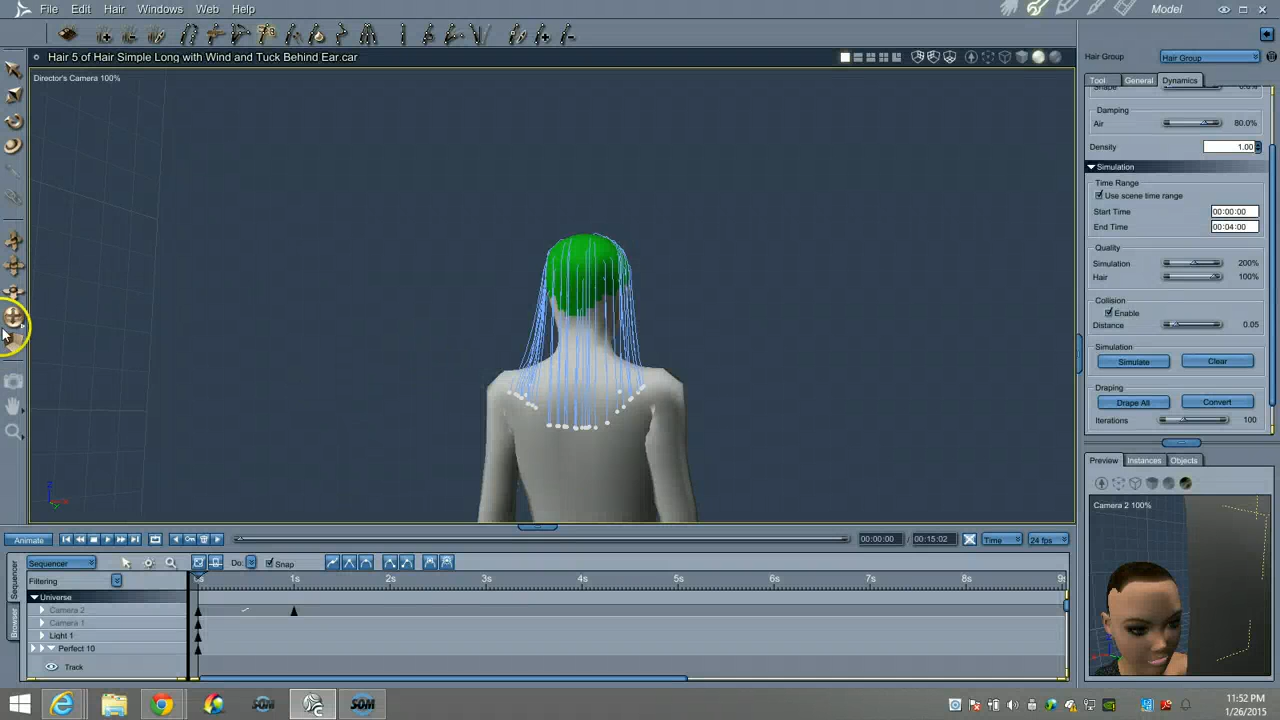 File Edit Hair Windows Web Help
Model
Hair 5 of Hair Simple Long with Wind and Tuck Behind Ear.car
Hair Group Hair Group
Director's Camera 100%
Tool General Dynamics
Damping
Air 80.0%
Density 1.00
Simulation
Time Range
Use scene time range
Start Time 00:00:00
End Time 00:04:00
Quality
Simulation 200%
Hair 100%
Collision
Enable
Distance 0.05
Simulation
Simulate Clear
Draping
Drape All Convert
Iterations 100
Preview Instances Objects
Camera 2 100%
Animate 00:00:00 00:15:02 Time 24 fps
Sequencer Do: Snap
Filtering 1s 2s 3s 4s 5s 6s 7s 8s
Universe
Camera 2
Camera 1
Light 1
Perfect 10
Track
Sequencer
Browser
SOM SOM
11:52 PM
1/26/2015